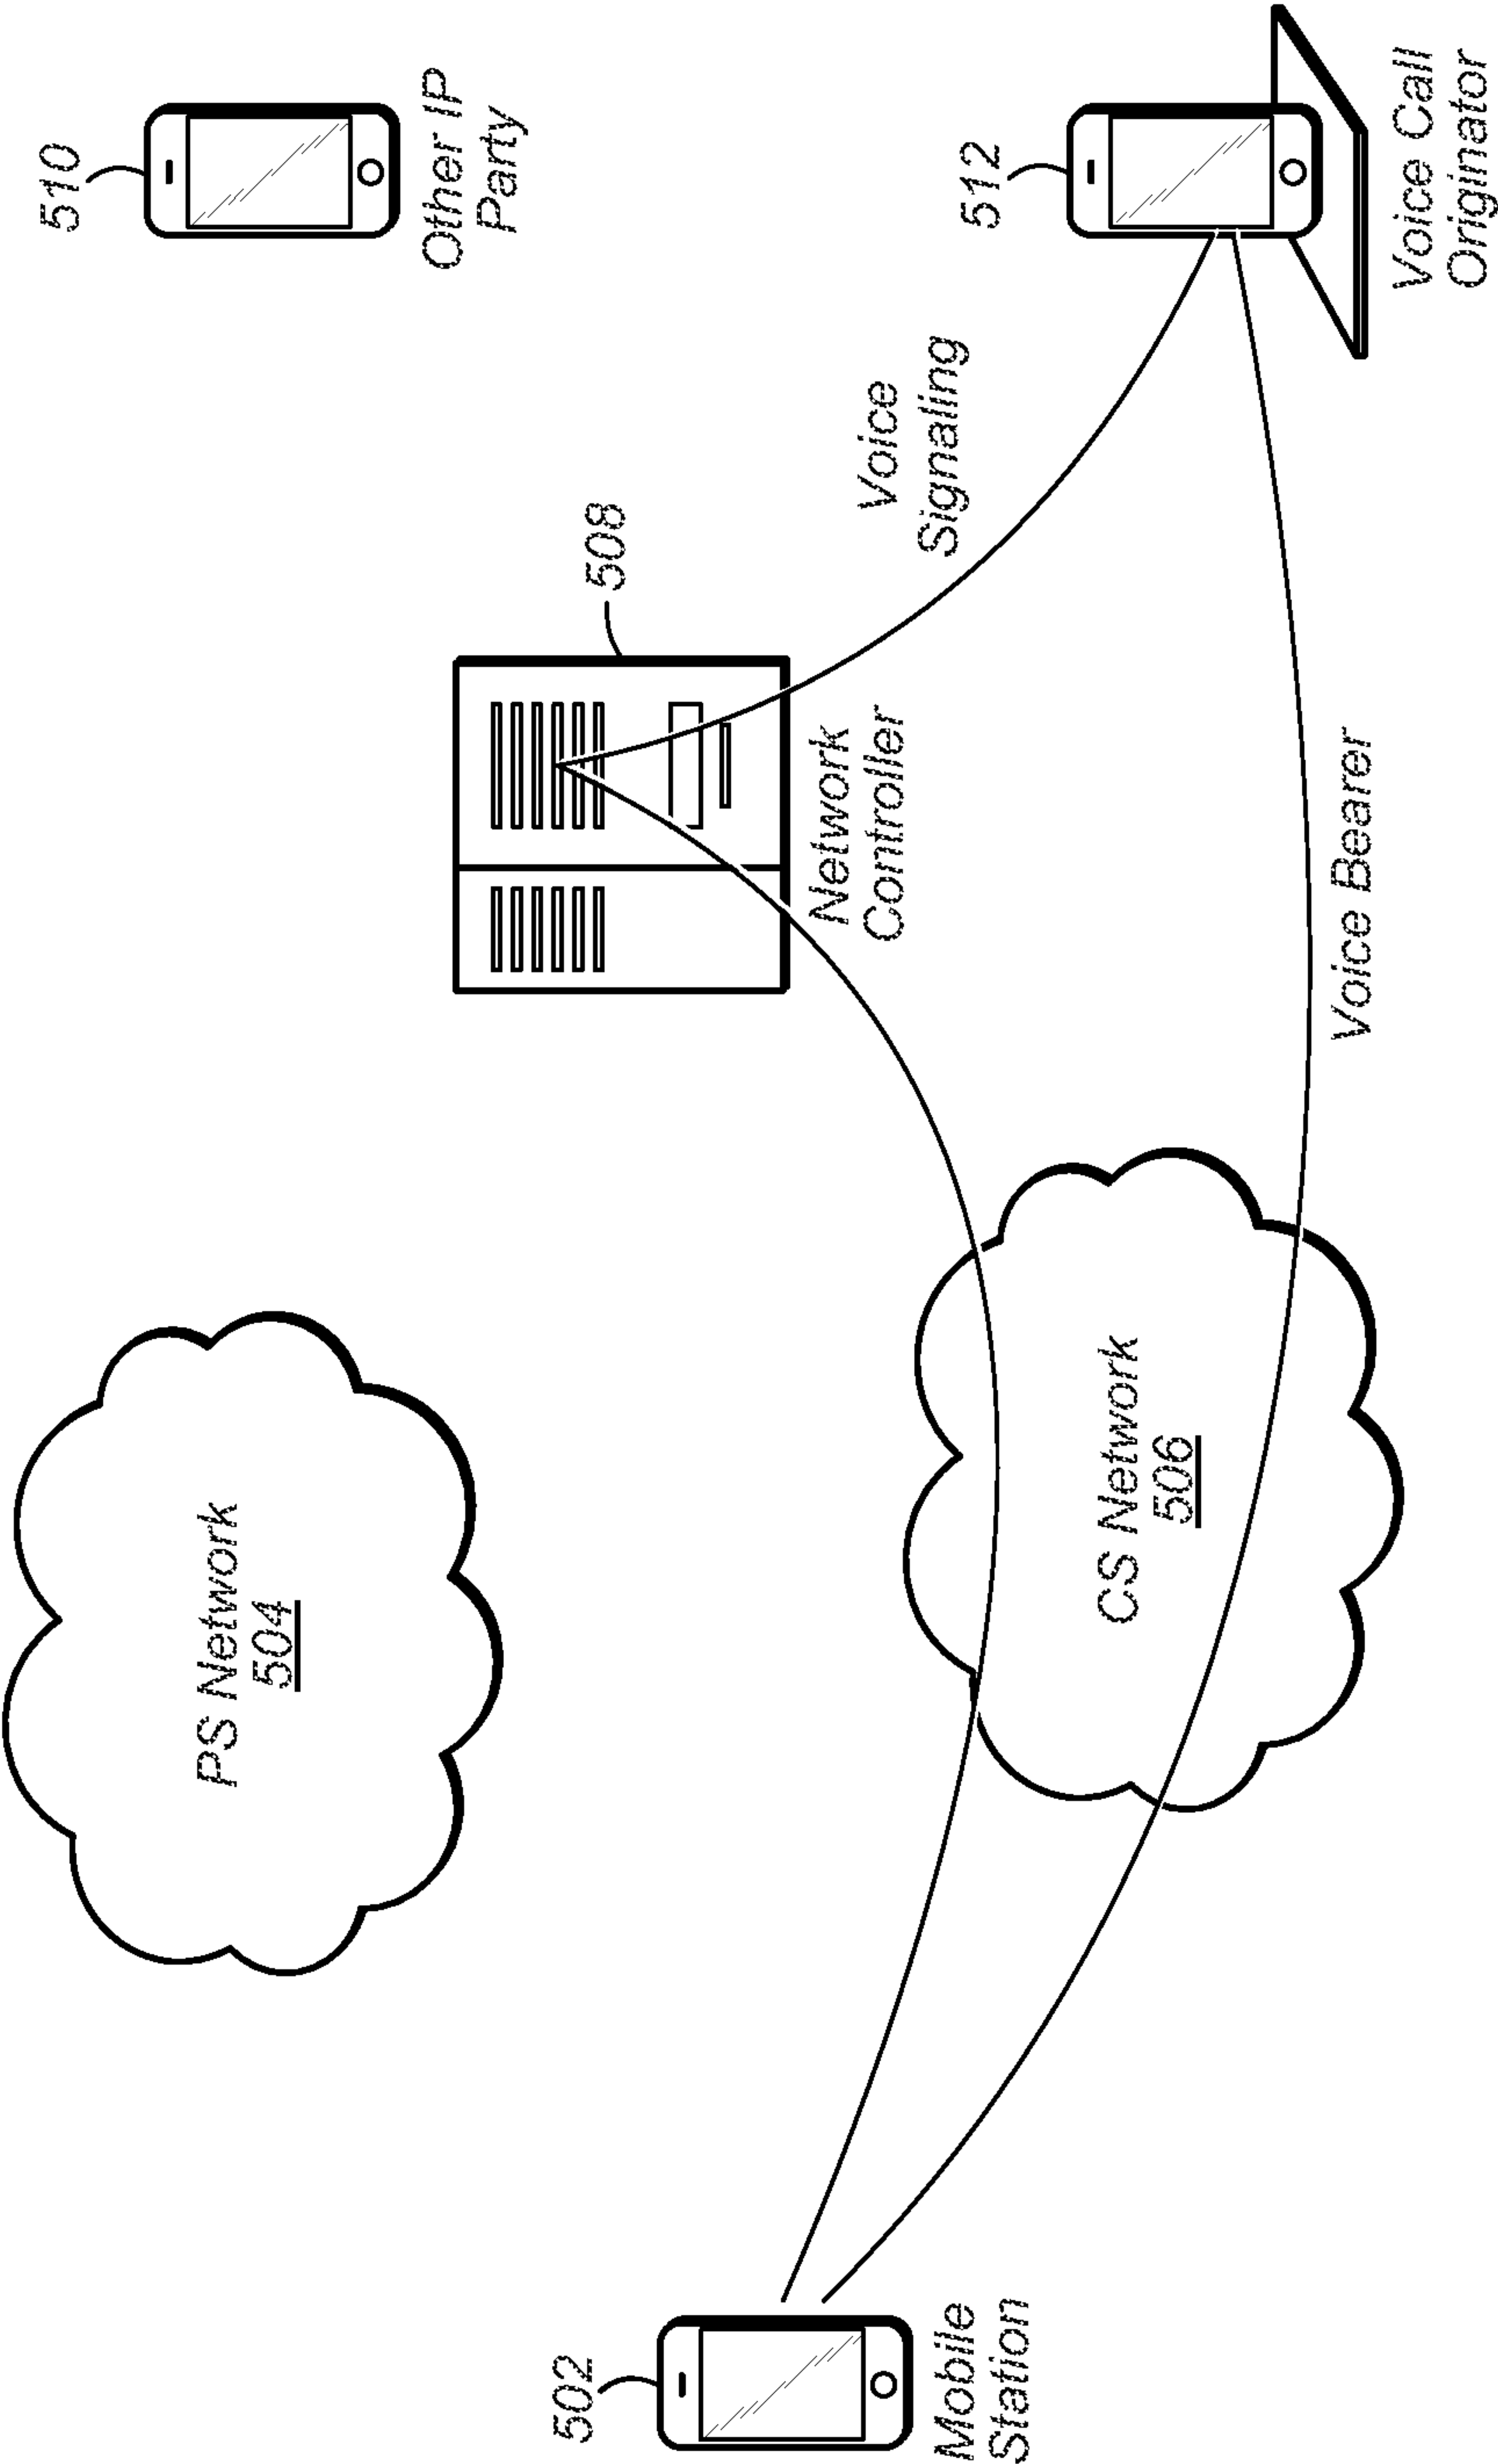 510
Other IP
Party
PS Network
504
508
Network
Controller
502
Mobile
Station
Voice
Signaling
512
Voice Call
Originator
CS Network
506
Voice Bearer